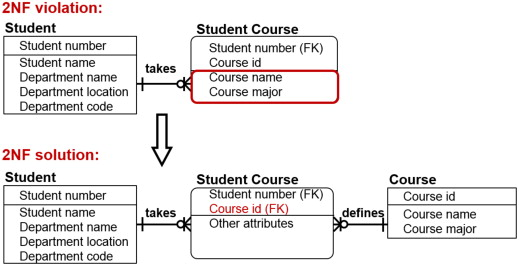 2NF violation:
Student
Student number
Student name
Department name
Department location
Department code
takes
Student Course
Student number (FK)
Course id
Course name
Course major
2NF solution:
Student
Student number
Student name
Department name
Department location
Department code
takes
Student Course
Student number (FK)
Course id (FK)
Other attributes
defines
Course
Course id
Course name
Course major